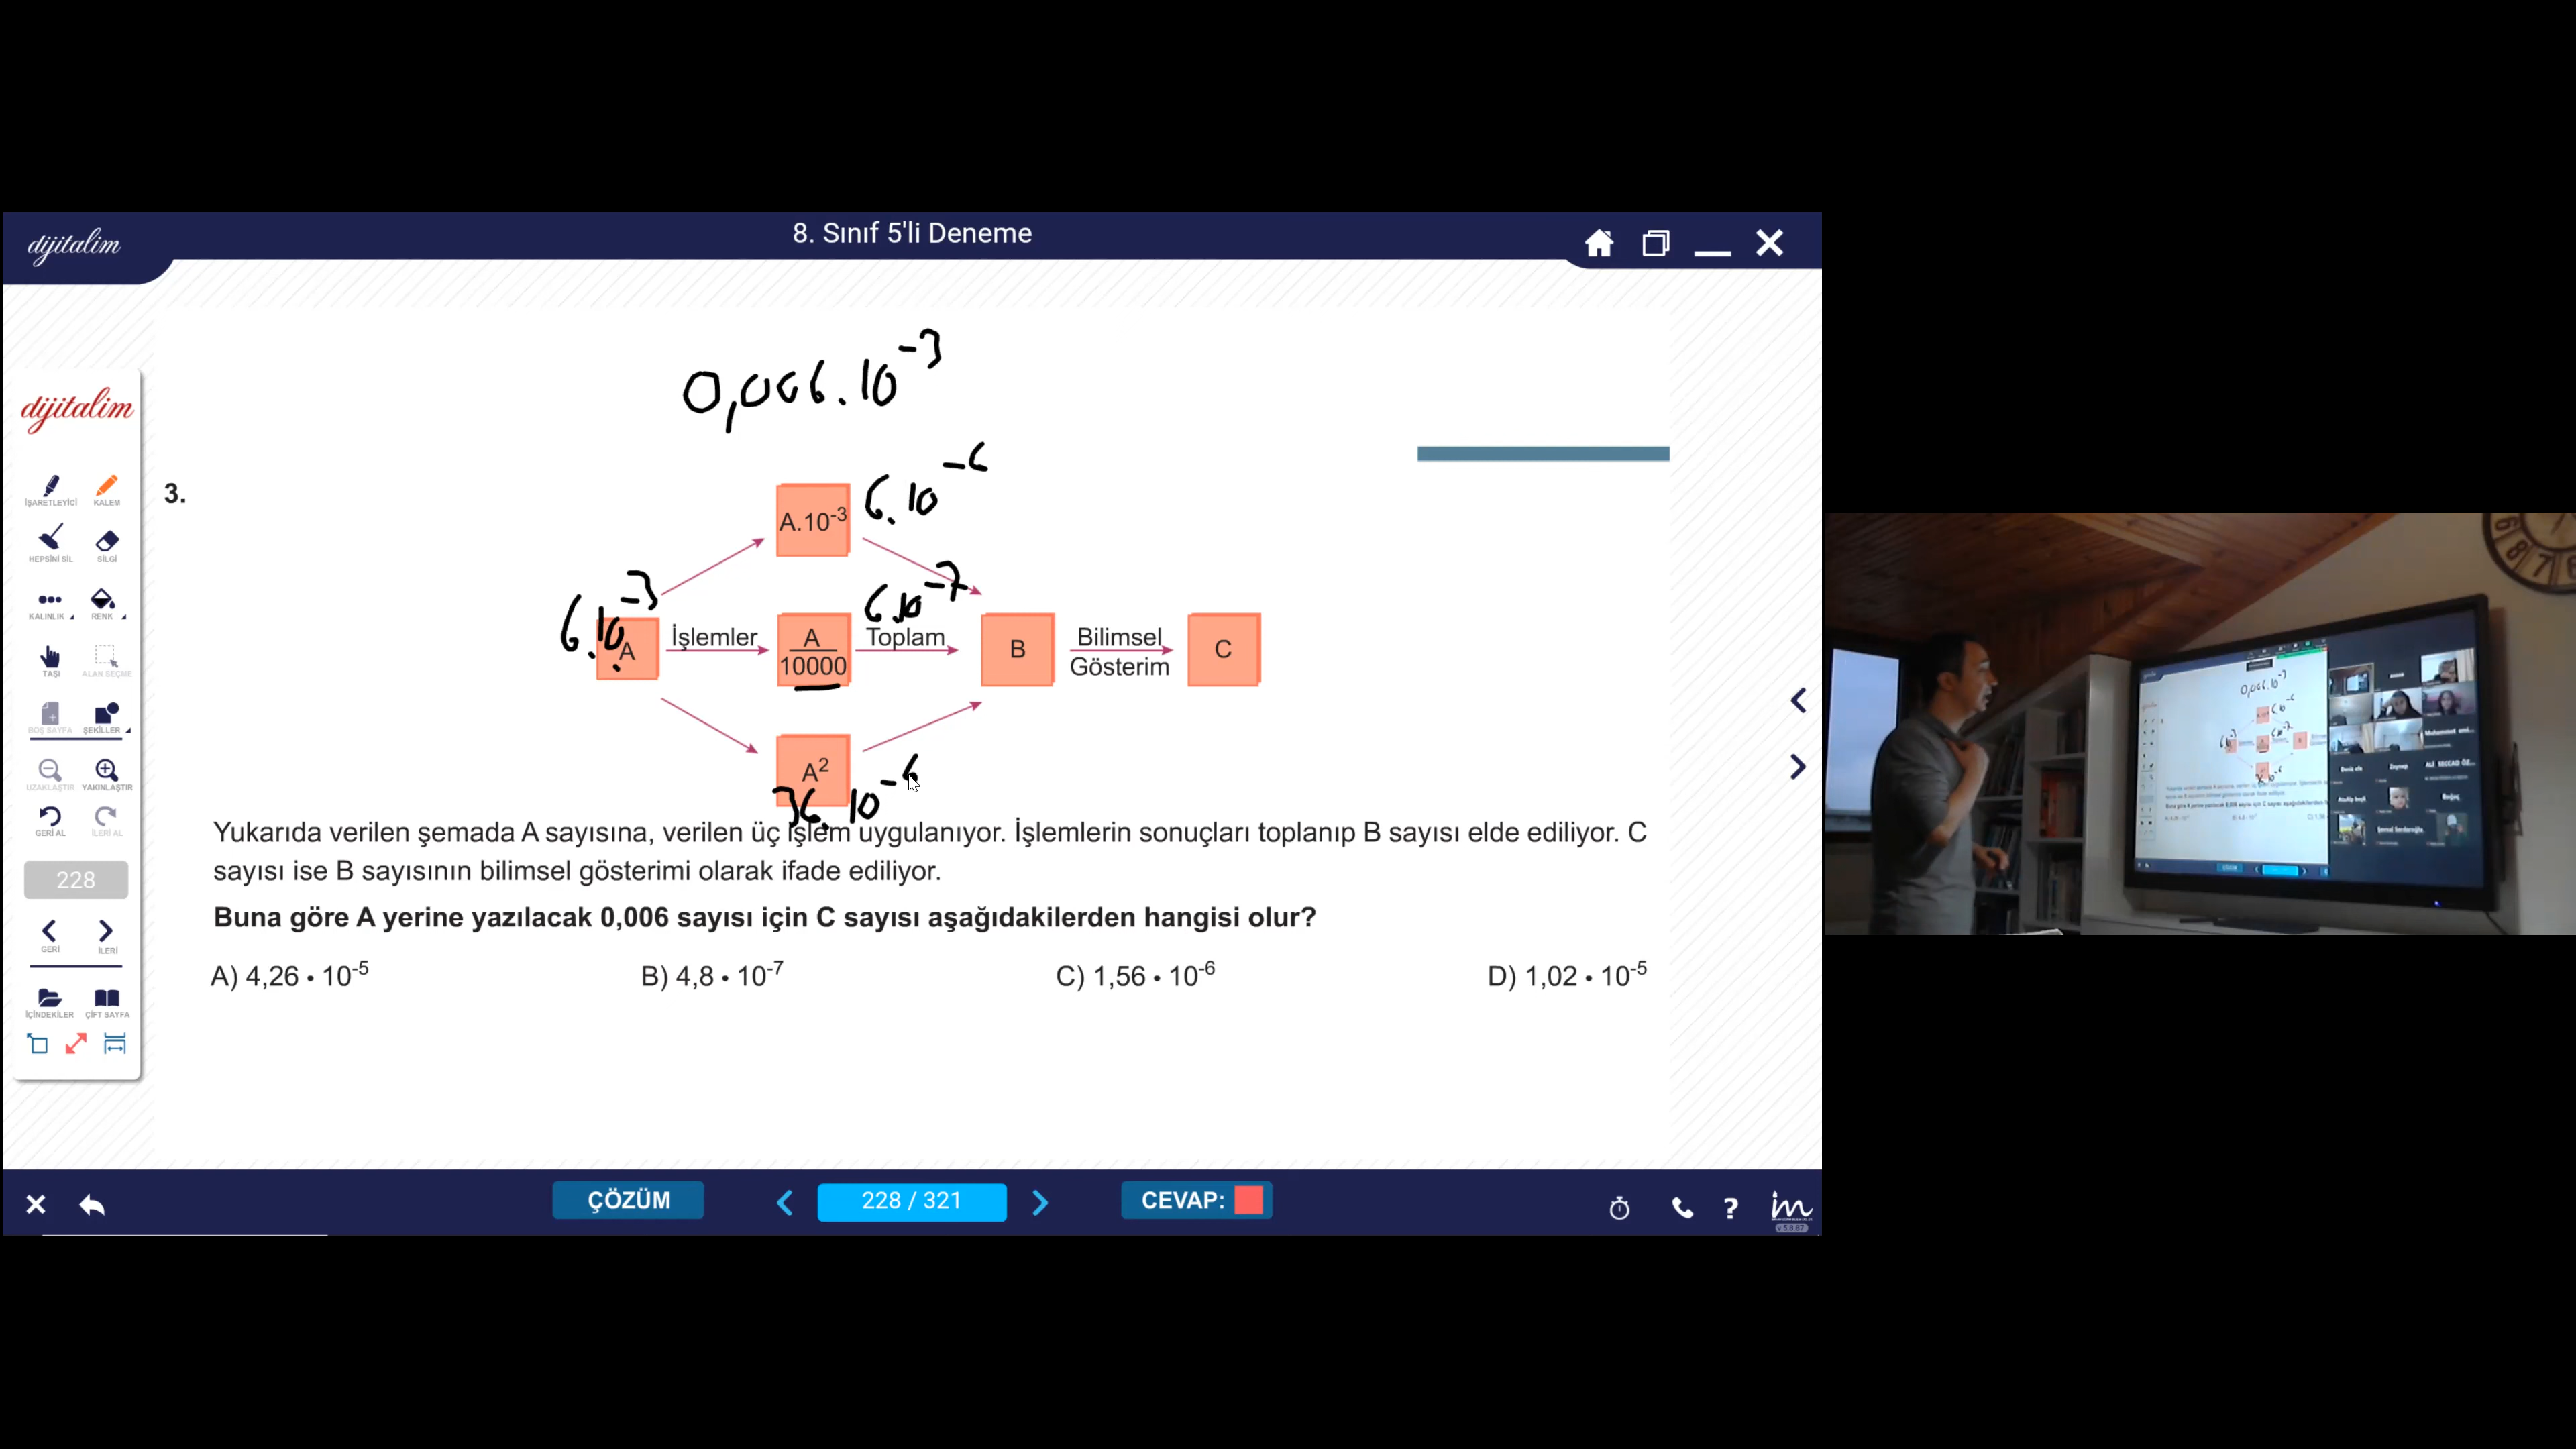 8. Sınıf 5'li Deneme
dijitalim
0,006.10⁻³
dijitalim
İŞARETLEYİCİ KALEM
HEPSİNİ SİL SİLGİ
KALINLIK RENK
TAŞI ALAN SEÇME
BOŞ SAYFA ŞEKİLLER
UZAKLAŞTIR YAKINLAŞTIR
GERİ AL İLERİ AL
228
GERİ İLERİ
İÇİNDEKİLER ÇİFT SAYFA
3.
A.10⁻³ 6.10⁻⁶
6.10⁻³ A İşlemler A/10000 6.10⁻⁷ Toplam B Bilimsel Gösterim C
A²
36.10⁻⁶
Yukarıda verilen şemada A sayısına, verilen üç işlem uygulanıyor. İşlemlerin sonuçları toplanıp B sayısı elde ediliyor. C
sayısı ise B sayısının bilimsel gösterimi olarak ifade ediliyor.
Buna göre A yerine yazılacak 0,006 sayısı için C sayısı aşağıdakilerden hangisi olur?
A) 4,26 • 10⁻⁵ B) 4,8 • 10⁻⁷ C) 1,56 • 10⁻⁶ D) 1,02 • 10⁻⁵
ÇÖZÜM 228 / 321 CEVAP: ?